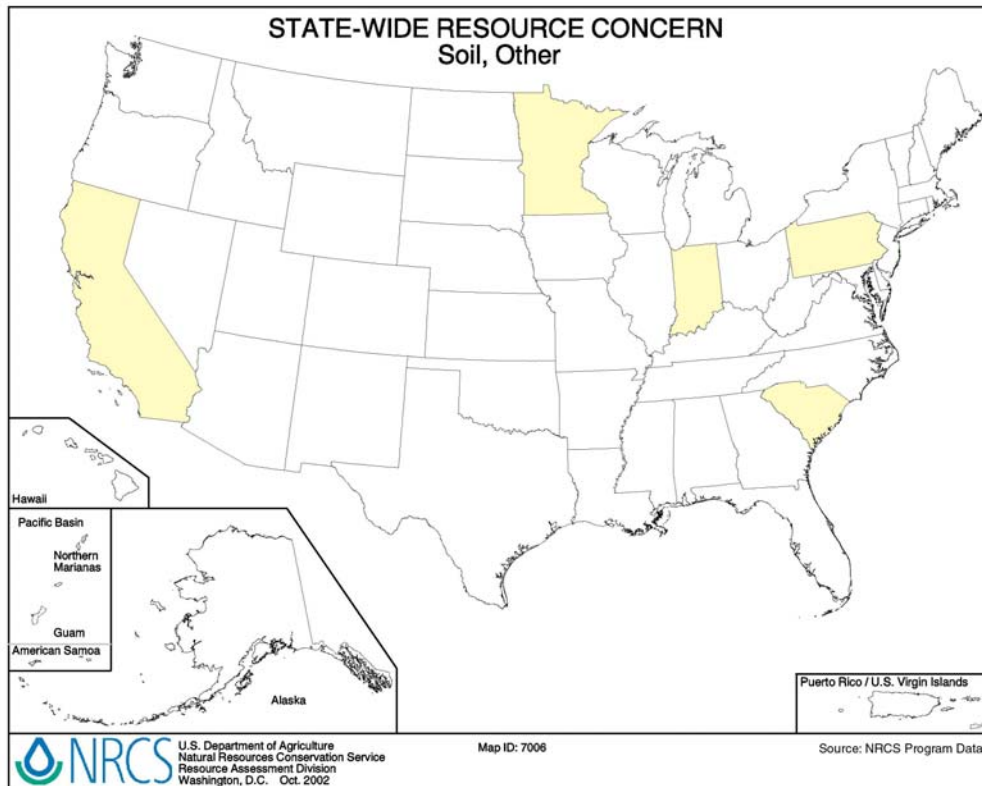 STATE-WIDE RESOURCE CONCERN
Soil, Other
Hawaii
Pacific Basin
Northern
Marianas
Guam
American Samoa
Alaska
Puerto Rico / U.S. Virgin Islands
NRCS
U.S. Department of Agriculture
Natural Resources Conservation Service
Resource Assessment Division
Washington, D.C. Oct. 2002
Map ID: 7006
Source: NRCS Program Data